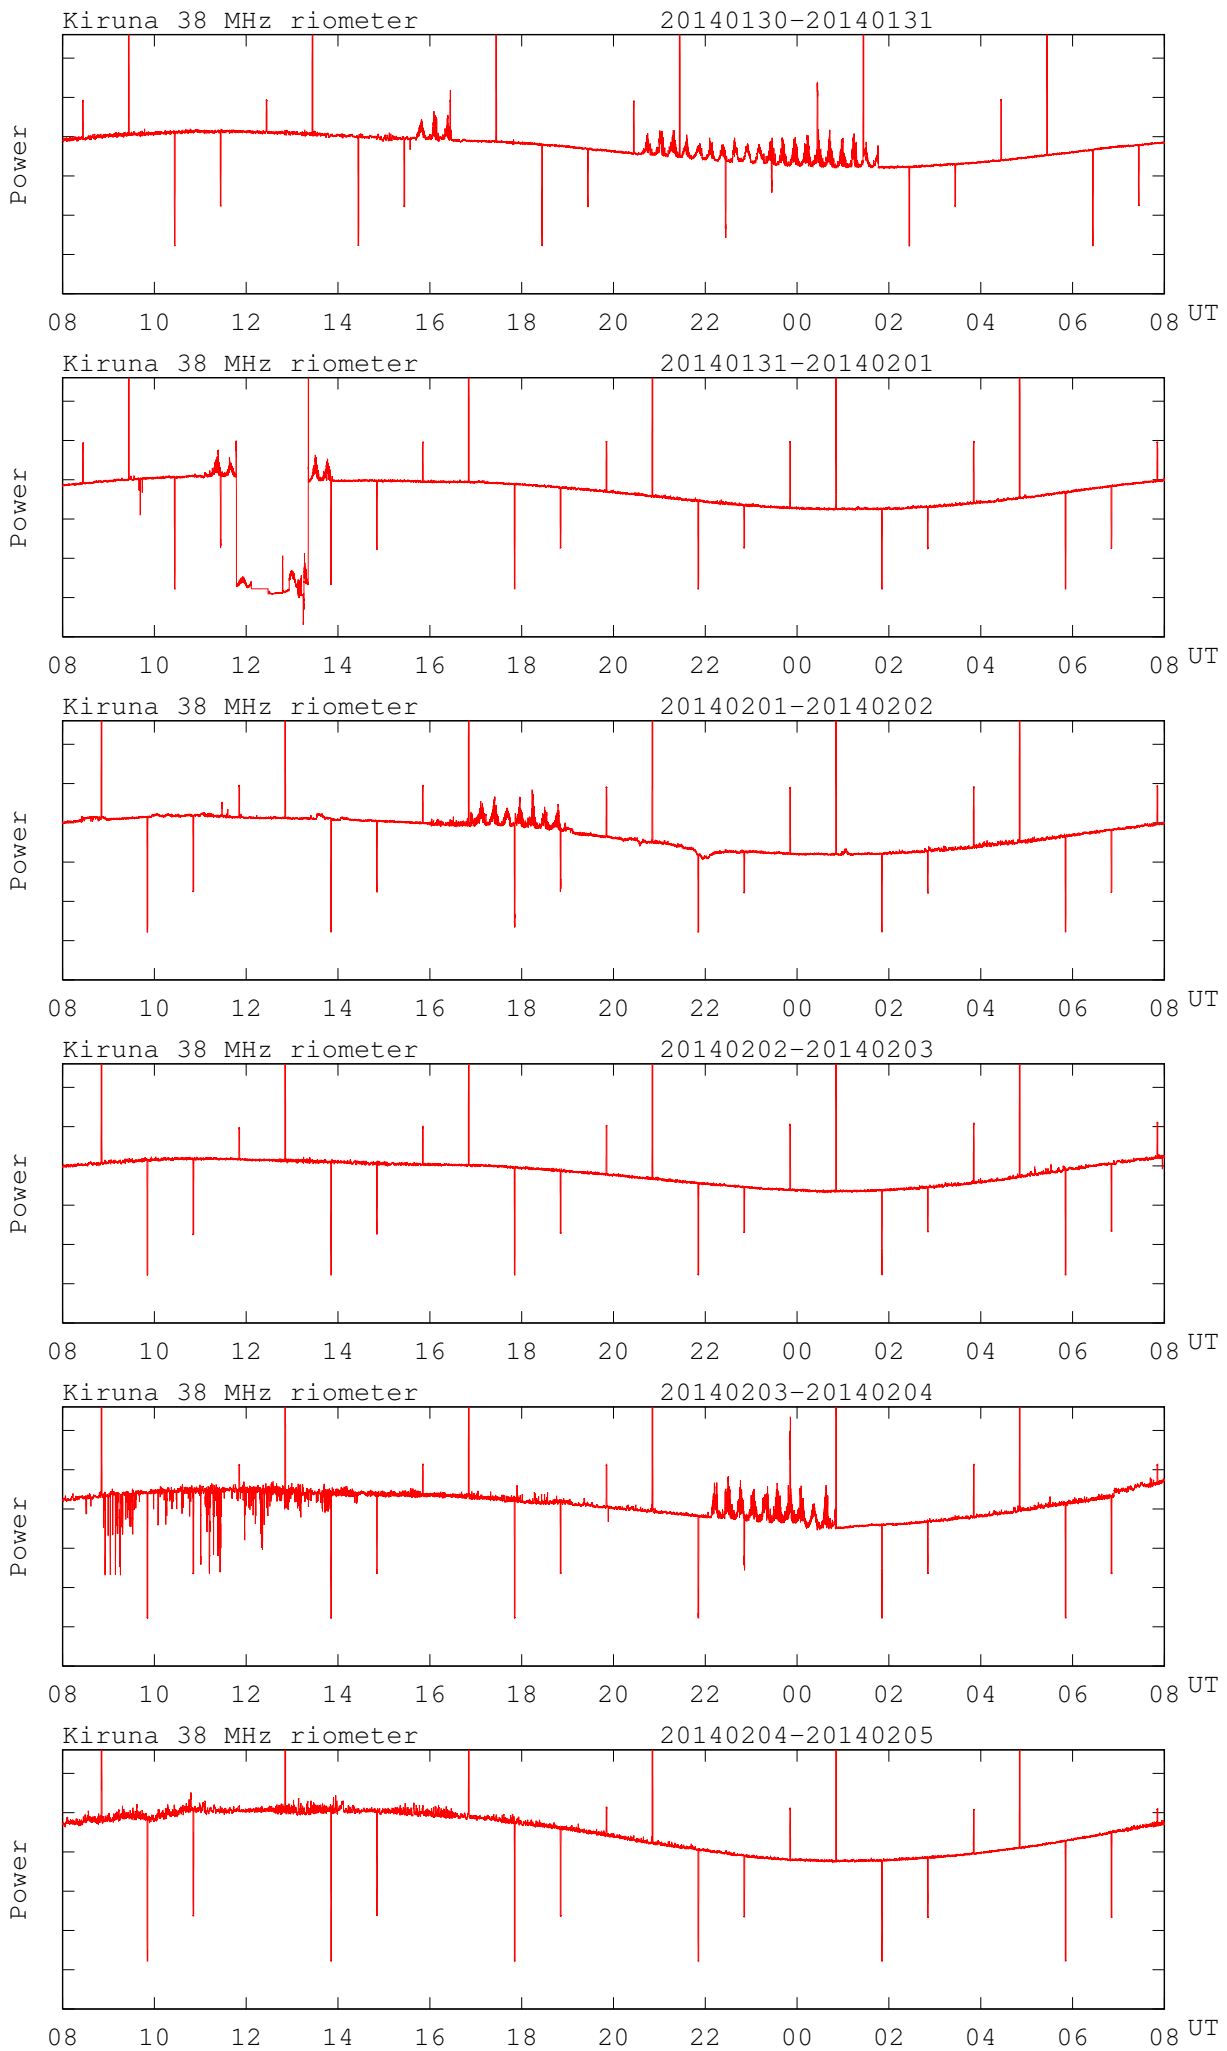 Kiruna 38 MHz riometer 20140130-20140131
Power
08 10 12 14 16 18 20 22 00 02 04 06 08 UT
Kiruna 38 MHz riometer 20140131-20140201
Power
08 10 12 14 16 18 20 22 00 02 04 06 08 UT
Kiruna 38 MHz riometer 20140201-20140202
Power
08 10 12 14 16 18 20 22 00 02 04 06 08 UT
Kiruna 38 MHz riometer 20140202-20140203
Power
08 10 12 14 16 18 20 22 00 02 04 06 08 UT
Kiruna 38 MHz riometer 20140203-20140204
Power
08 10 12 14 16 18 20 22 00 02 04 06 08 UT
Kiruna 38 MHz riometer 20140204-20140205
Power
08 10 12 14 16 18 20 22 00 02 04 06 08 UT